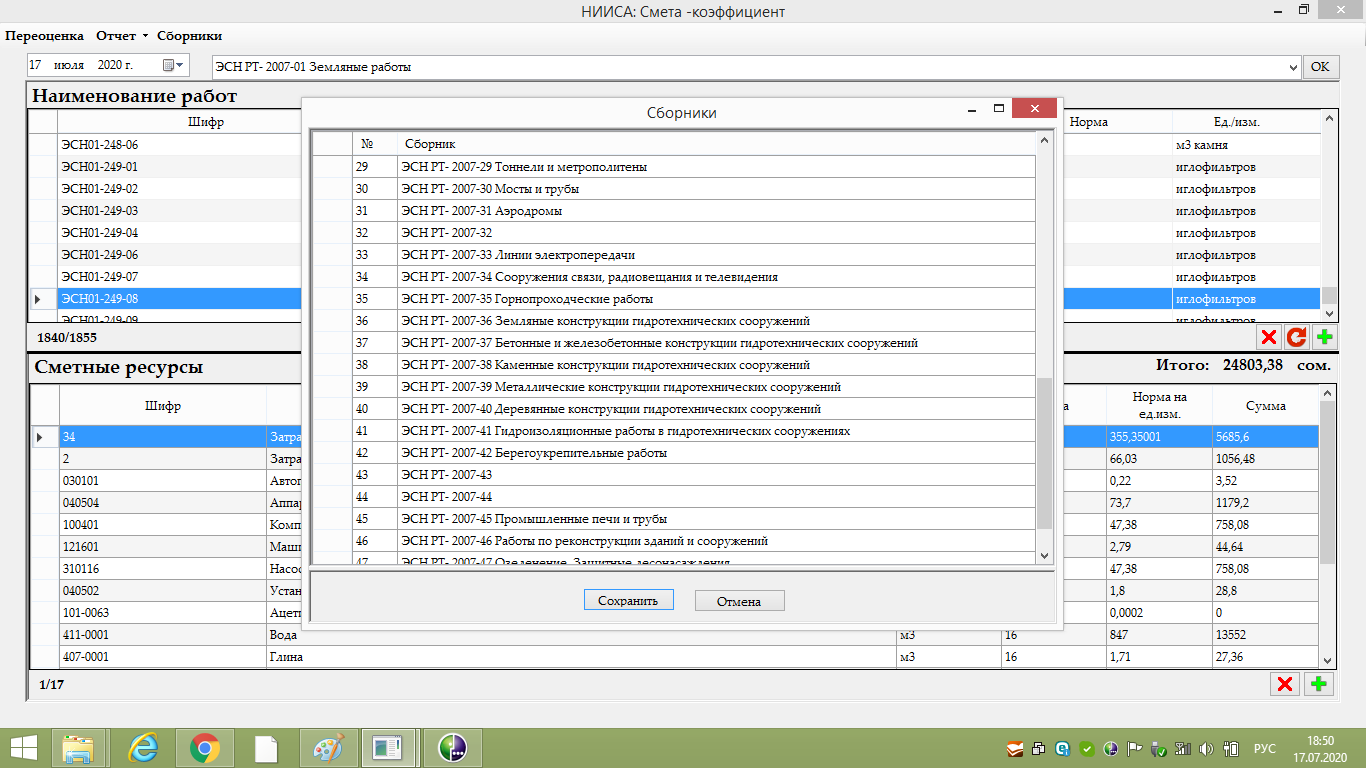 НИИСА: Смета -коэффициент
Переоценка Отчет Сборники
17 июля 2020 г. ЭСН РТ- 2007-01 Земляные работы OK
Наименование работ
Шифр Норма Ед./изм.
ЭСН01-248-06 м3 камня
ЭСН01-249-01 иглофильтров
ЭСН01-249-02 иглофильтров
ЭСН01-249-03 иглофильтров
ЭСН01-249-04 иглофильтров
ЭСН01-249-06 иглофильтров
ЭСН01-249-07 иглофильтров
ЭСН01-249-08 иглофильтров
ЭСН01-249-09 иглофильтров
1840/1855
Сборники
№ Сборник
29 ЭСН РТ- 2007-29 Тоннели и метрополитены
30 ЭСН РТ- 2007-30 Мосты и трубы
31 ЭСН РТ- 2007-31 Аэродромы
32 ЭСН РТ- 2007-32
33 ЭСН РТ- 2007-33 Линии электропередачи
34 ЭСН РТ- 2007-34 Сооружения связи, радиовещания и телевидения
35 ЭСН РТ- 2007-35 Горнопроходческие работы
36 ЭСН РТ- 2007-36 Земляные конструкции гидротехнических сооружений
37 ЭСН РТ- 2007-37 Бетонные и железобетонные конструкции гидротехнических сооружений
38 ЭСН РТ- 2007-38 Каменные конструкции гидротехнических сооружений
39 ЭСН РТ- 2007-39 Металлические конструкции гидротехнических сооружений
40 ЭСН РТ- 2007-40 Деревянные конструкции гидротехнических сооружений
41 ЭСН РТ- 2007-41 Гидроизоляционные работы в гидротехнических сооружениях
42 ЭСН РТ- 2007-42 Берегоукрепительные работы
43 ЭСН РТ- 2007-43
44 ЭСН РТ- 2007-44
45 ЭСН РТ- 2007-45 Промышленные печи и трубы
46 ЭСН РТ- 2007-46 Работы по реконструкции зданий и сооружений
47 ЭСН РТ- 2007-47 Озеленение. Защитные лесонасаждения
Сохранить Отмена
Сметные ресурсы Итого: 24803,38 сом.
Шифр а Норма на ед.изм. Сумма
34 Затра 355,35001 5685,6
2 Затра 66,03 1056,48
030101 Автог 0,22 3,52
040504 Аппар 73,7 1179,2
100401 Комп 47,38 758,08
121601 Маши 2,79 44,64
310116 Насос 47,38 758,08
040502 Устан 1,8 28,8
101-0063 Ацети 0,0002 0
411-0001 Вода м3 16 847 13552
407-0001 Глина м3 16 1,71 27,36
1/17
РУС 18:50
17.07.2020